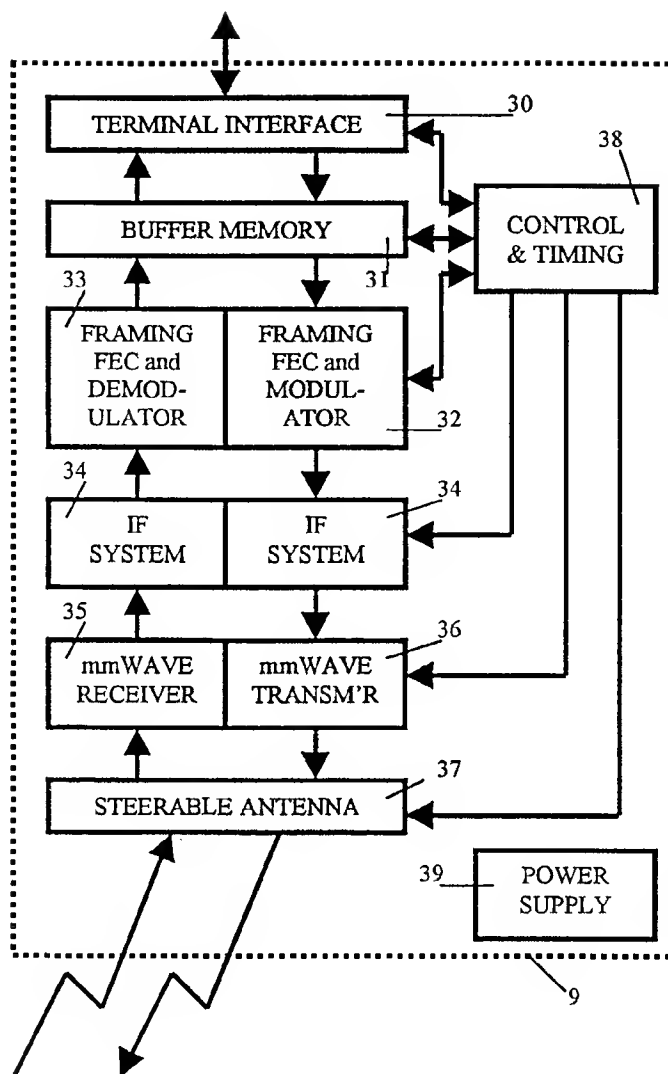 30
TERMINAL INTERFACE
38
BUFFER MEMORY
CONTROL
& TIMING
31
33
FRAMING
FEC and
DEMOD-
ULATOR
FRAMING
FEC and
MODUL-
ATOR
32
34
IF
SYSTEM
34
IF
SYSTEM
35
mmWAVE
RECEIVER
36
mmWAVE
TRANSM'R
37
STEERABLE ANTENNA
39
POWER
SUPPLY
9